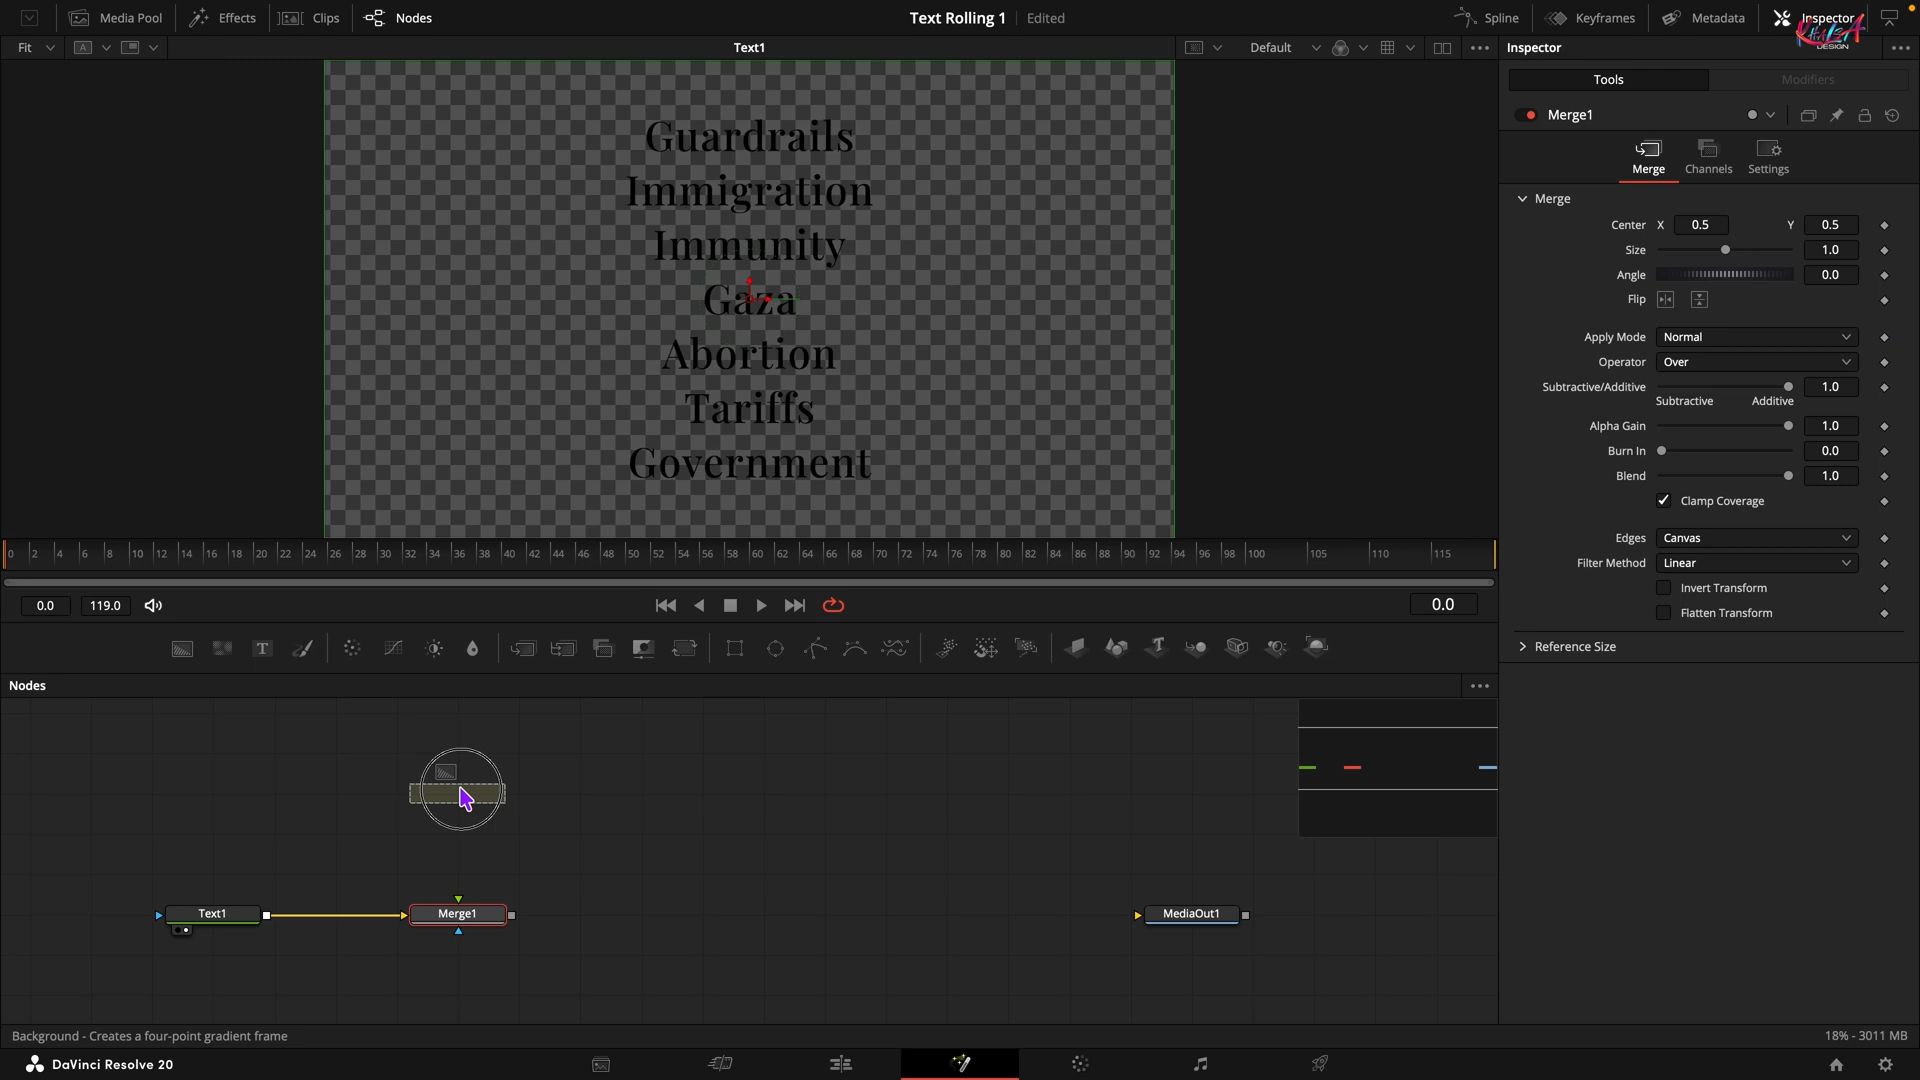 Media Pool
Effects
Clips
Nodes
Text Rolling 1
Edited
Spline
Keyframes
Metadata
Inspector
DESIGN
Fit
A
Text1
Default
Inspector
Tools
Modifiers
Merge1
Merge
Channels
Settings
Merge
Center X 0.5 Y 0.5
Size 1.0
Angle 0.0
Flip
Apply Mode Normal
Operator Over
Subtractive/Additive 1.0
Subtractive Additive
Alpha Gain 1.0
Burn In 0.0
Blend 1.0
Clamp Coverage
Edges Canvas
Filter Method Linear
Invert Transform
Flatten Transform
Reference Size
Guardrails
Immigration
Immunity
Gaza
Abortion
Tariffs
Government
0 2 4 6 8 10 12 14 16 18 20 22 24 26 28 30 32 34 36 38 40 42 44 46 48 50 52 54 56 58 60 62 64 66 68 70 72 74 76 78 80 82 84 86 88 90 92 94 96 98 100 105 110 115
0.0
119.0
0.0
T
T
Nodes
Text1
Merge1
MediaOut1
Background - Creates a four-point gradient frame
18% - 3011 MB
DaVinci Resolve 20